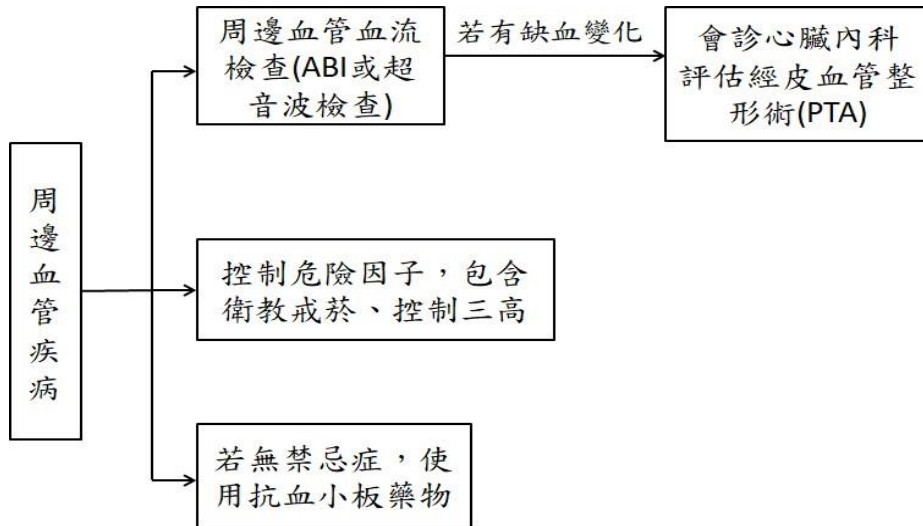 周邊血管疾病
周邊血管血流
檢查(ABI或超
音波檢查)
若有缺血變化
會診心臟內科
評估經皮血管整
形術(PTA)
控制危險因子，包含
衛教戒菸、控制三高
若無禁忌症，使
用抗血小板藥物